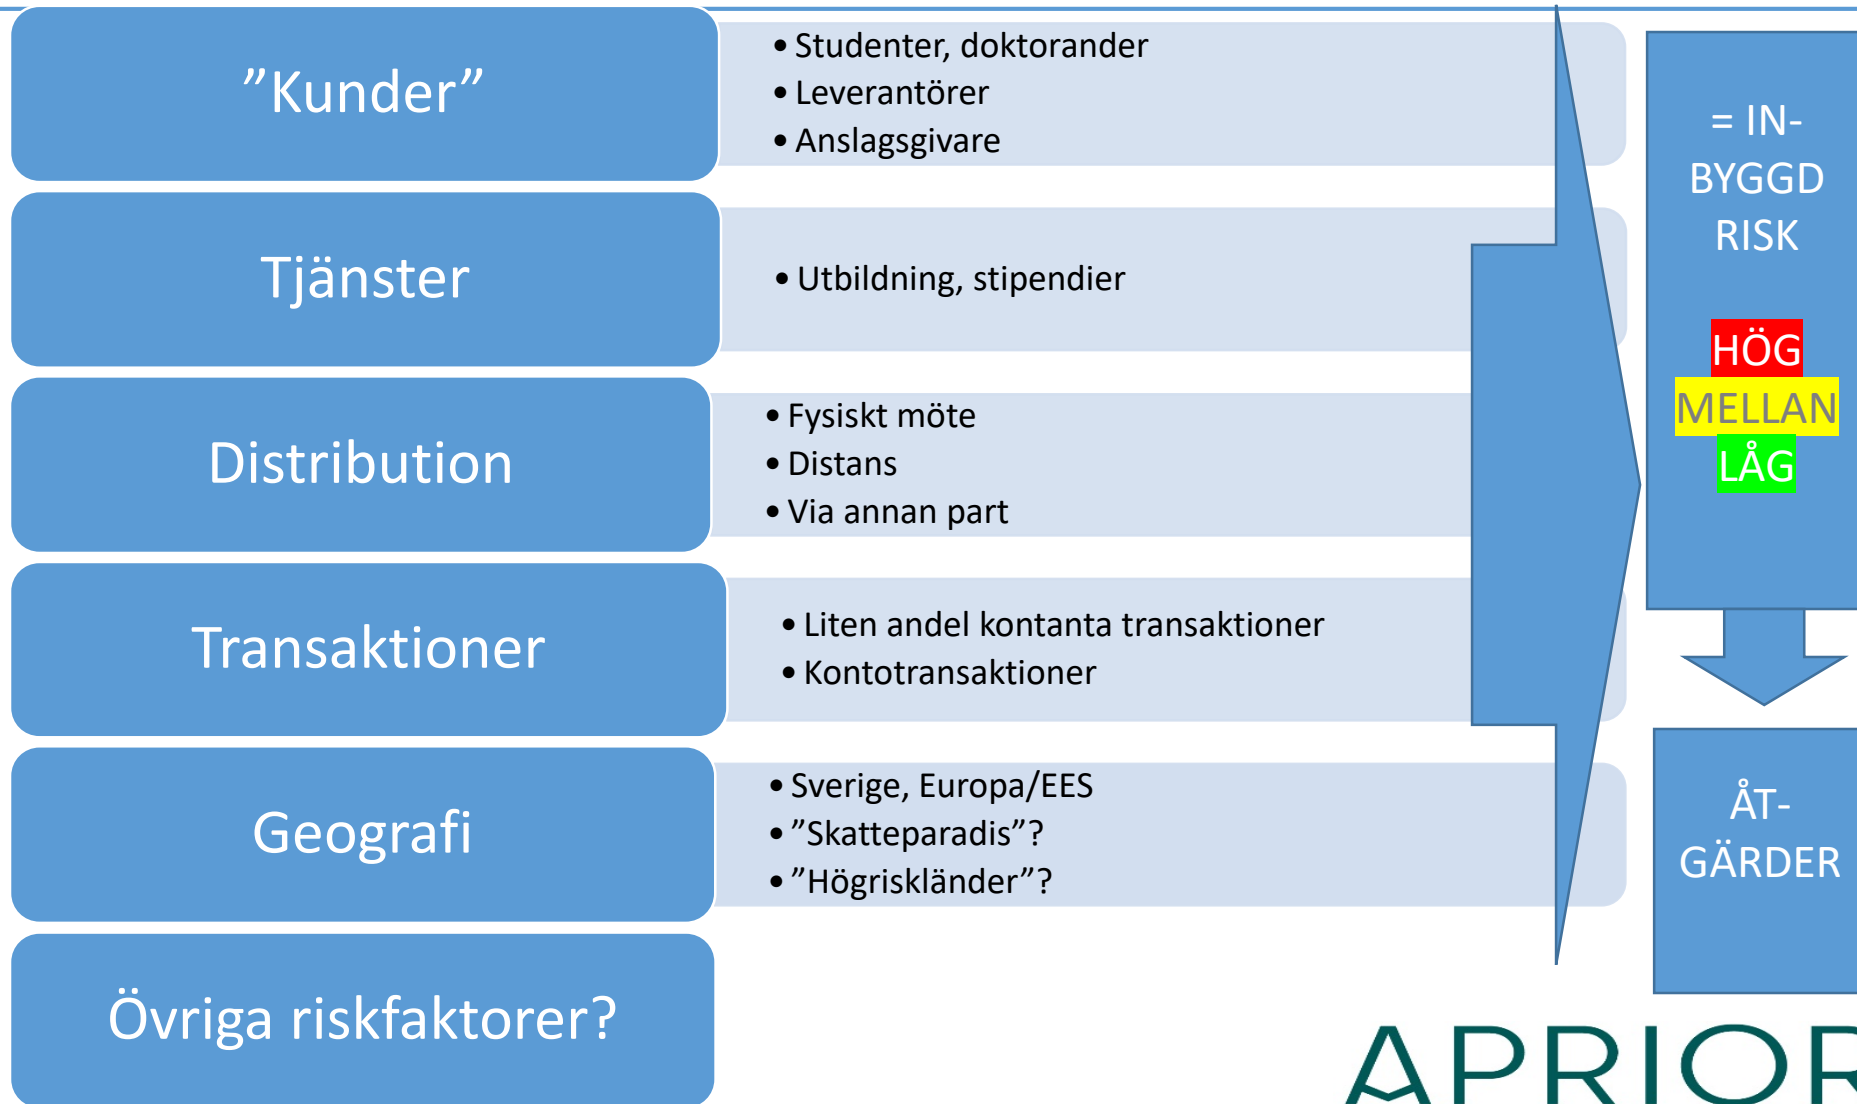 ”Kunder”
• Studenter, doktorander
• Leverantörer
• Anslagsgivare
Tjänster
• Utbildning, stipendier
Distribution
• Fysiskt möte
• Distans
• Via annan part
Transaktioner
• Liten andel kontanta transaktioner
• Kontotransaktioner
Geografi
• Sverige, Europa/EES
• ”Skatteparadis”?
• ”Högriskländer”?
Övriga riskfaktorer?
= IN-
BYGGD
RISK
HÖG
MELLAN
LÅG
ÅT-
GÄRDER
APRIOR